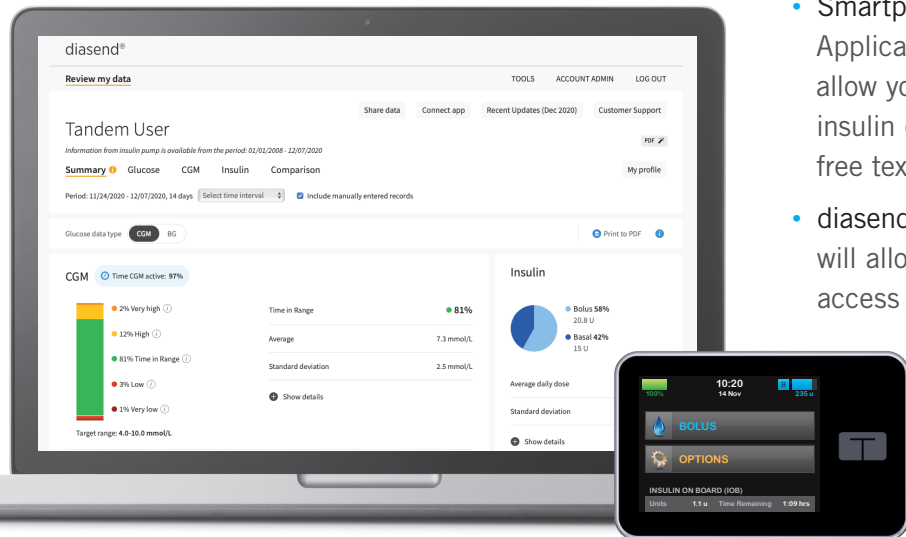 diasend®
Review my data TOOLS ACCOUNT ADMIN LOG OUT
Share data Connect app Recent Updates (Dec 2020) Customer Support
Tandem User
PDF
Information from insulin pump is available from the period: 01/01/2008 - 12/07/2020
Summary Glucose CGM Insulin Comparison My profile
Period: 11/24/2020 - 12/07/2020, 14 days Select time interval Include manually entered records
Glucose data type CGM BG Print to PDF
CGM Time CGM active: 97%
2% Very high
12% High
81% Time in Range
3% Low
1% Very low
Target range: 4.0-10.0 mmol/L
Time in Range 81%
Average 7.3 mmol/L
Standard deviation 2.5 mmol/L
Show details
Insulin
Bolus 58%
20.8 U
Basal 42%
15 U
Average daily dose
Standard deviation
Show details
• 
allow
insulin
free
• diasend
will
access
100% 10:20 B 235 u
14 Nov
BOLUS
OPTIONS
INSULIN ON BOARD (IOB)
Units 1.1 u Time Remaining 1:09 hrs